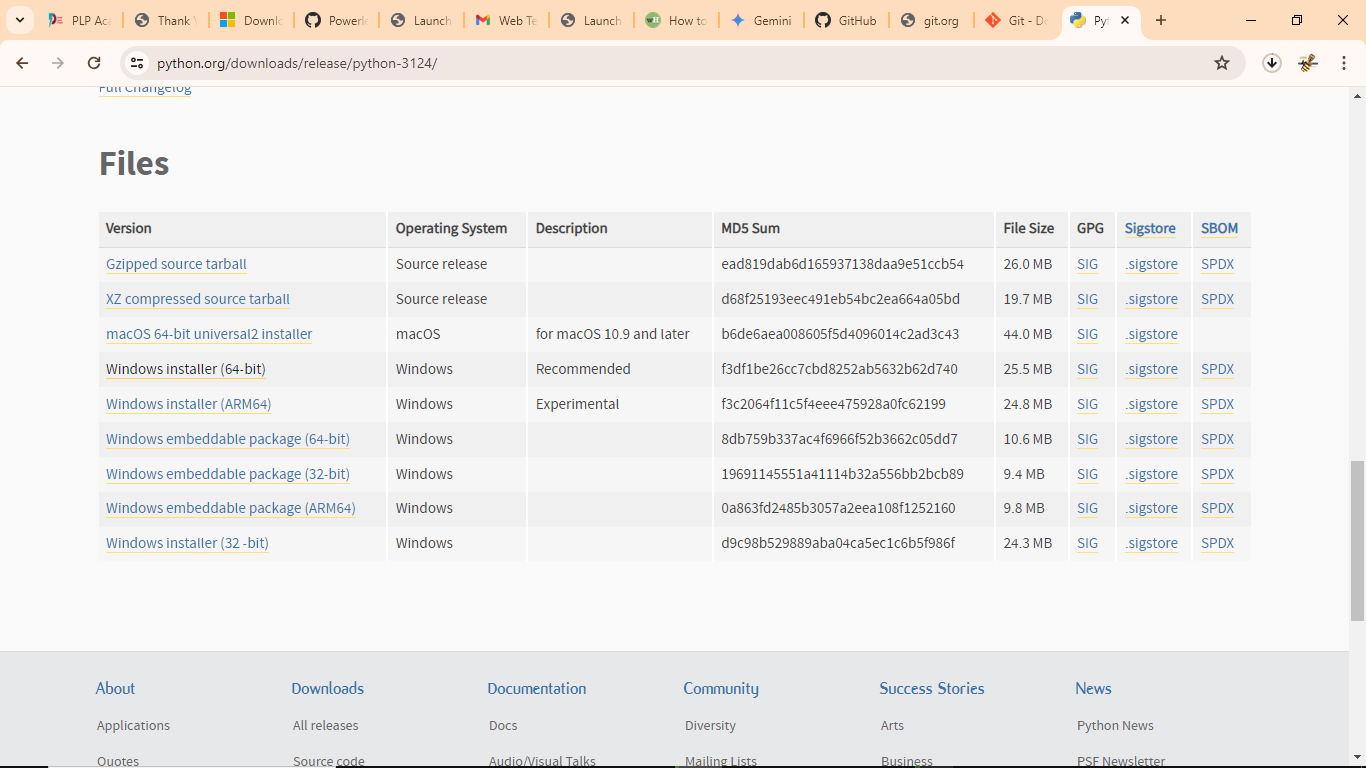 PLP Aca
Thank
Downlo
Powerle
Launch
Web Te
Launch
How to
Gemini
GitHub
git.org
Git - Do
Pyt
python.org/downloads/release/python-3124/
Full Changelog
Files
Version Operating System Description MD5 Sum File Size GPG Sigstore SBOM
Gzipped source tarball Source release ead819dab6d165937138daa9e51ccb54 26.0 MB SIG .sigstore SPDX
XZ compressed source tarball Source release d68f25193eec491eb54bc2ea664a05bd 19.7 MB SIG .sigstore SPDX
macOS 64-bit universal2 installer macOS for macOS 10.9 and later b6de6aea008605f5d4096014c2ad3c43 44.0 MB SIG .sigstore
Windows installer (64-bit) Windows Recommended f3df1be26cc7cbd8252ab5632b62d740 25.5 MB SIG .sigstore SPDX
Windows installer (ARM64) Windows Experimental f3c2064f11c5f4eee475928a0fc62199 24.8 MB SIG .sigstore SPDX
Windows embeddable package (64-bit) Windows 8db759b337ac4f6966f52b3662c05dd7 10.6 MB SIG .sigstore SPDX
Windows embeddable package (32-bit) Windows 19691145551a41114b32a556bb2bcb89 9.4 MB SIG .sigstore SPDX
Windows embeddable package (ARM64) Windows 0a863fd2485b3057a2eea108f1252160 9.8 MB SIG .sigstore SPDX
Windows installer (32 -bit) Windows d9c98b529889aba04ca5ec1c6b5f986f 24.3 MB SIG .sigstore SPDX
About Downloads Documentation Community Success Stories News
Applications All releases Docs Diversity Arts Python News
Quotes Source code Audio/Visual Talks Mailing Lists Business PSF Newsletter